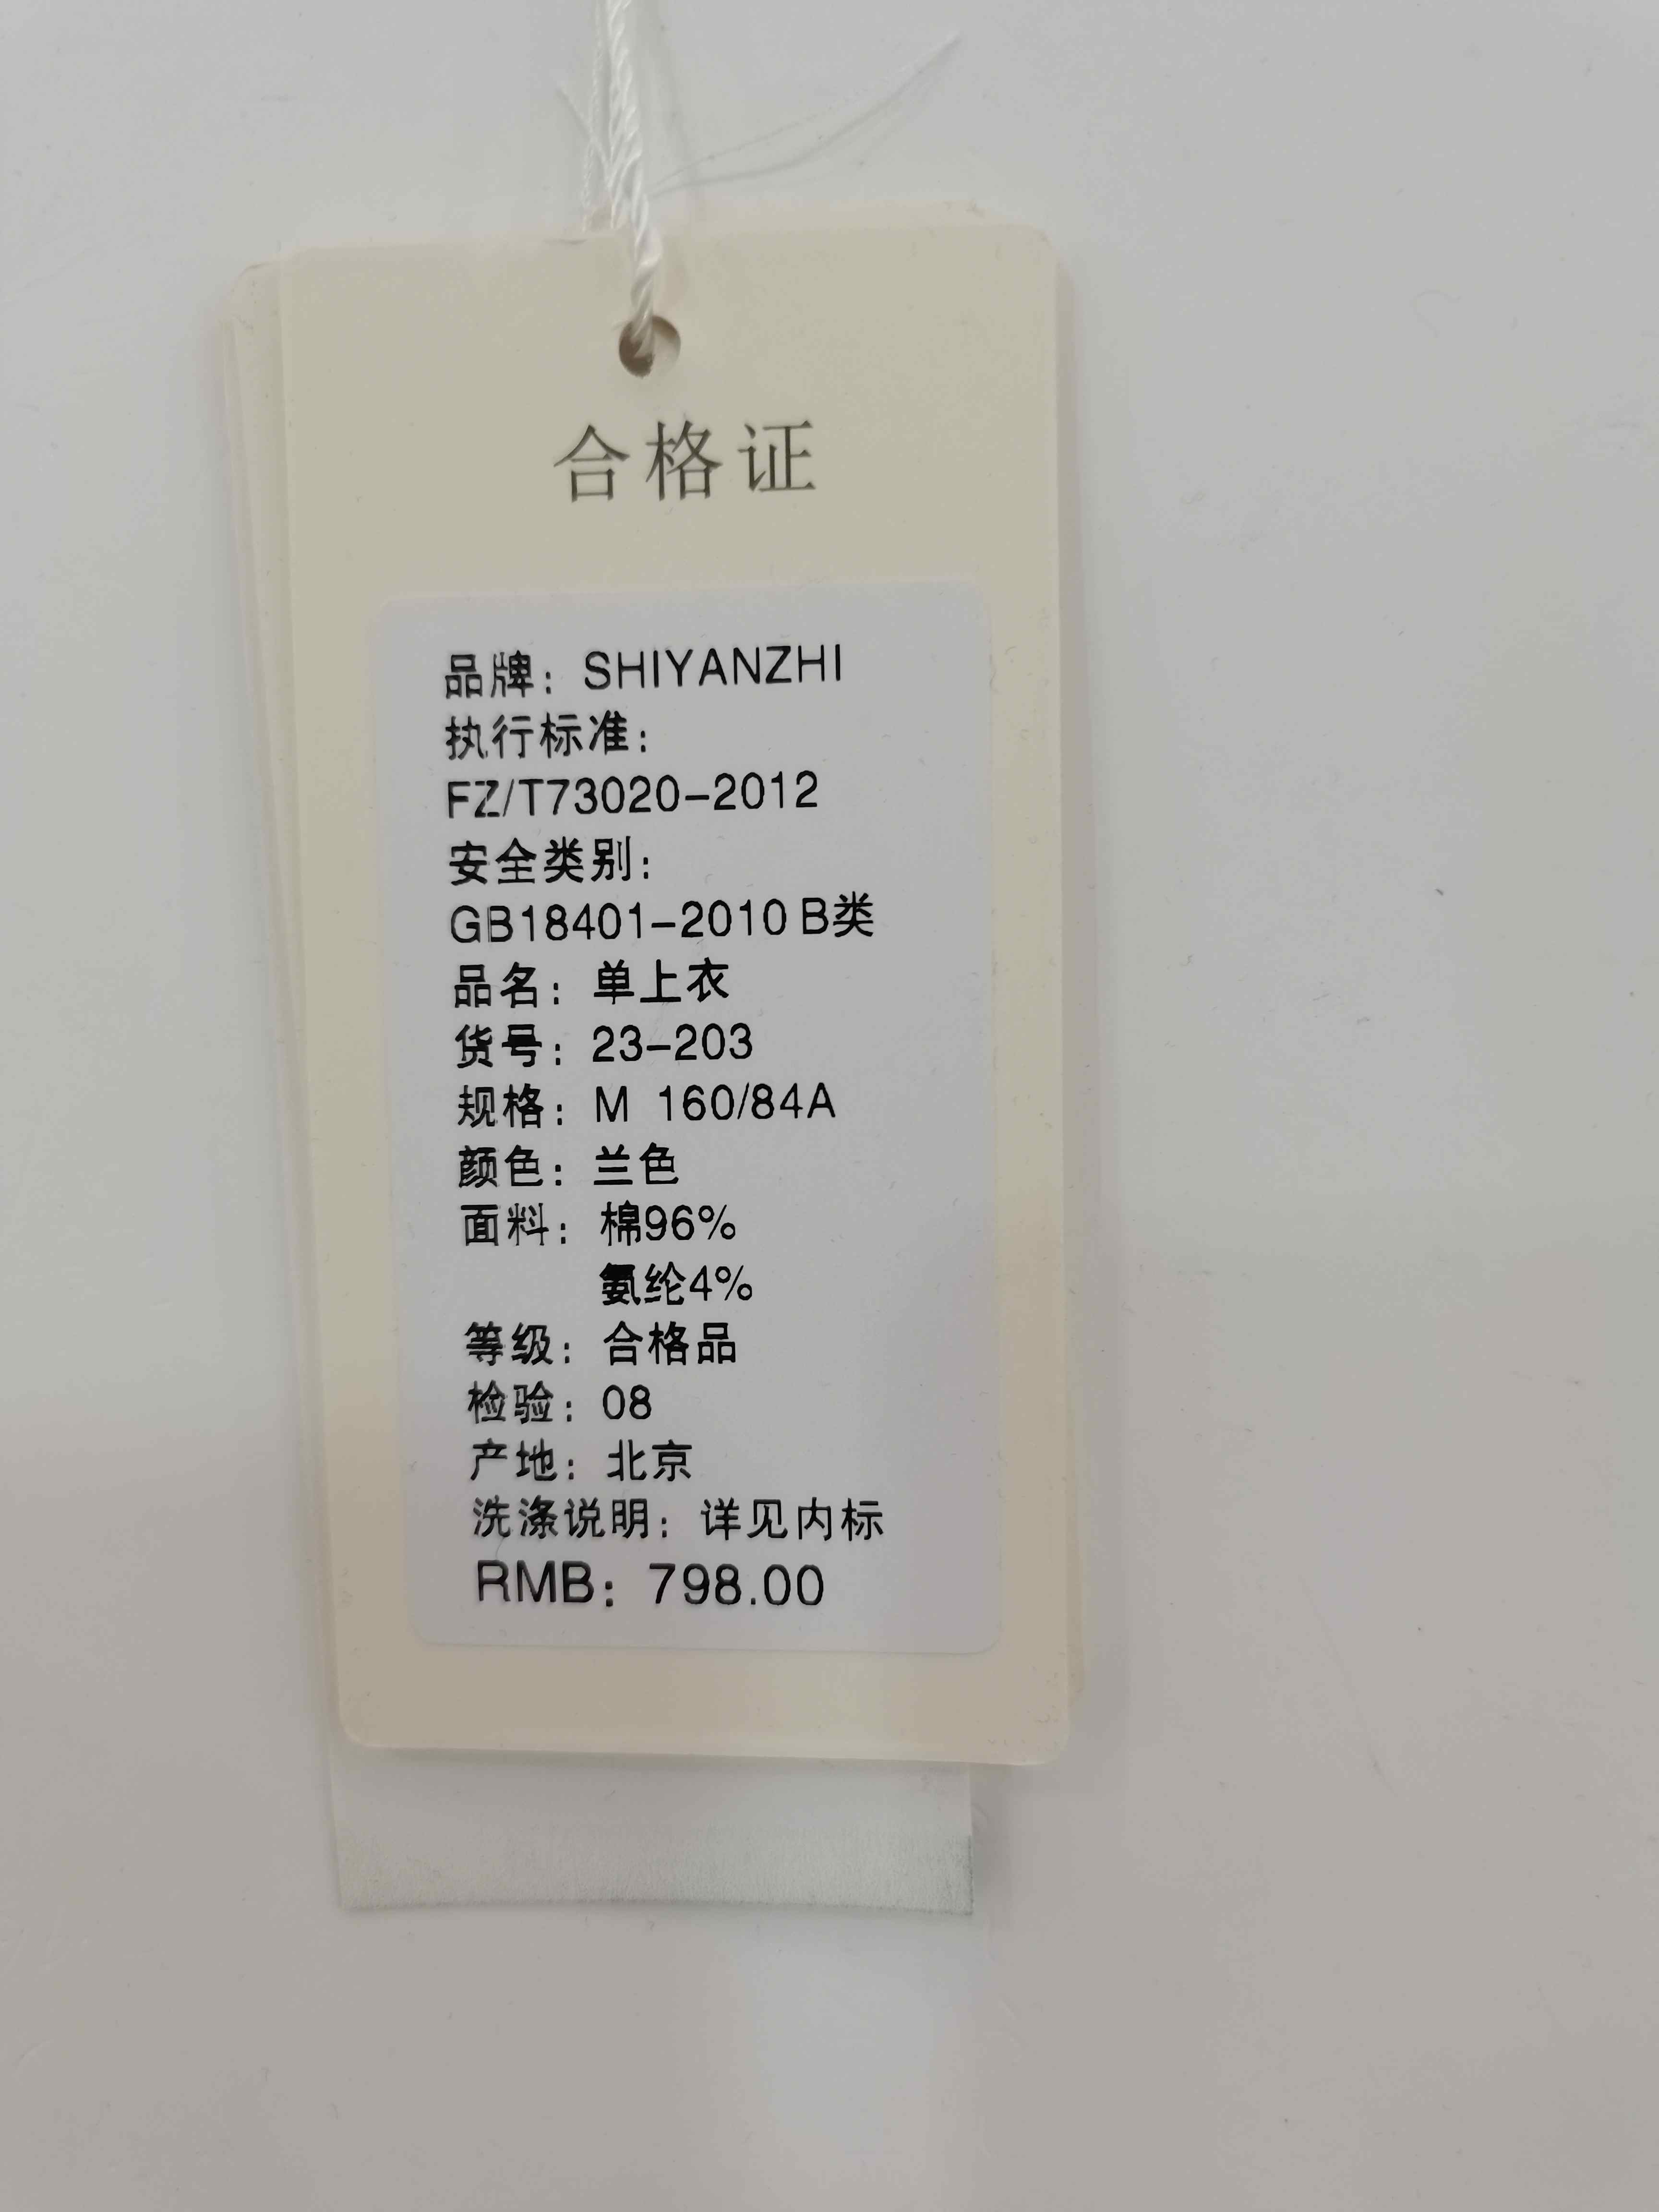 合格证
品牌：SHIYANZHI
执行标准：
FZ/T73020-2012
安全类别：
GB18401-2010 B类
品名：单上衣
货号：23-203
规格：M 160/84A
颜色：兰色
面料：棉96%
氨纶4%
等级：合格品
检验：08
产地：北京
洗涤说明：详见内标
RMB：798.00